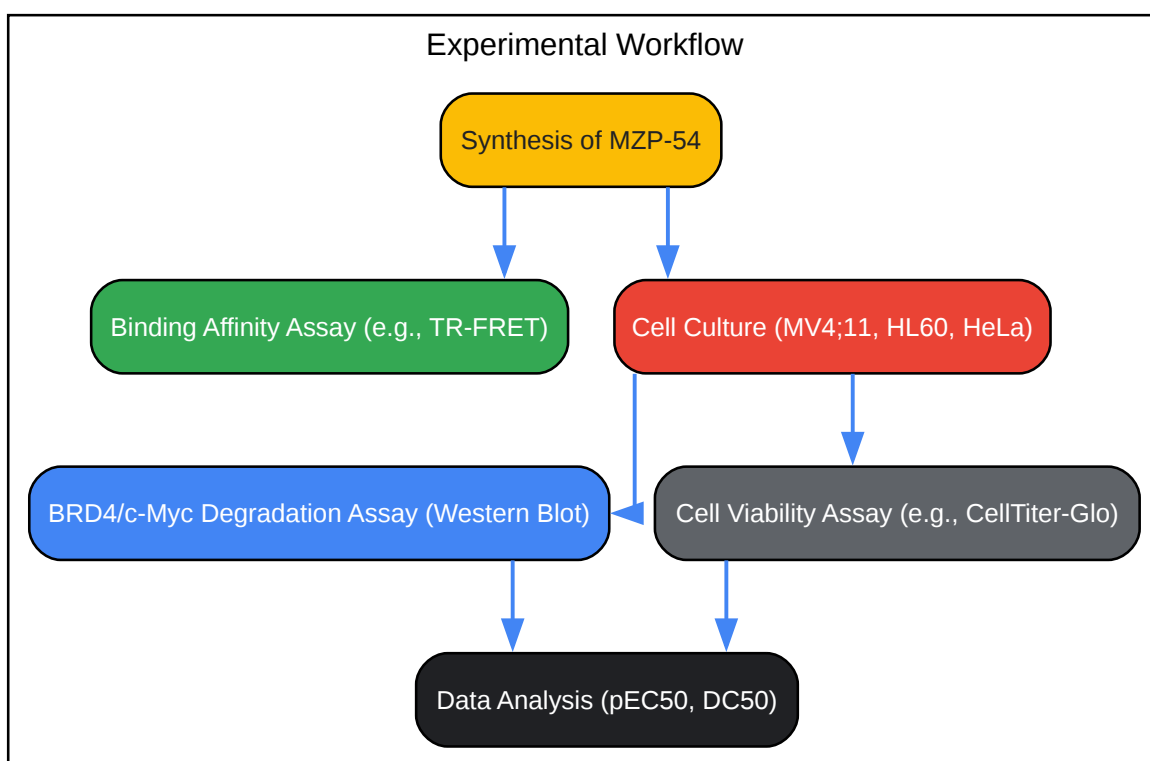 Experimental Workflow
Synthesis of MZP-54
Binding Affinity Assay (e.g., TR-FRET)
Cell Culture (MV4;11, HL60, HeLa)
BRD4/c-Myc Degradation Assay (Western Blot)
Cell Viability Assay (e.g., CellTiter-Glo)
Data Analysis (pEC50, DC50)